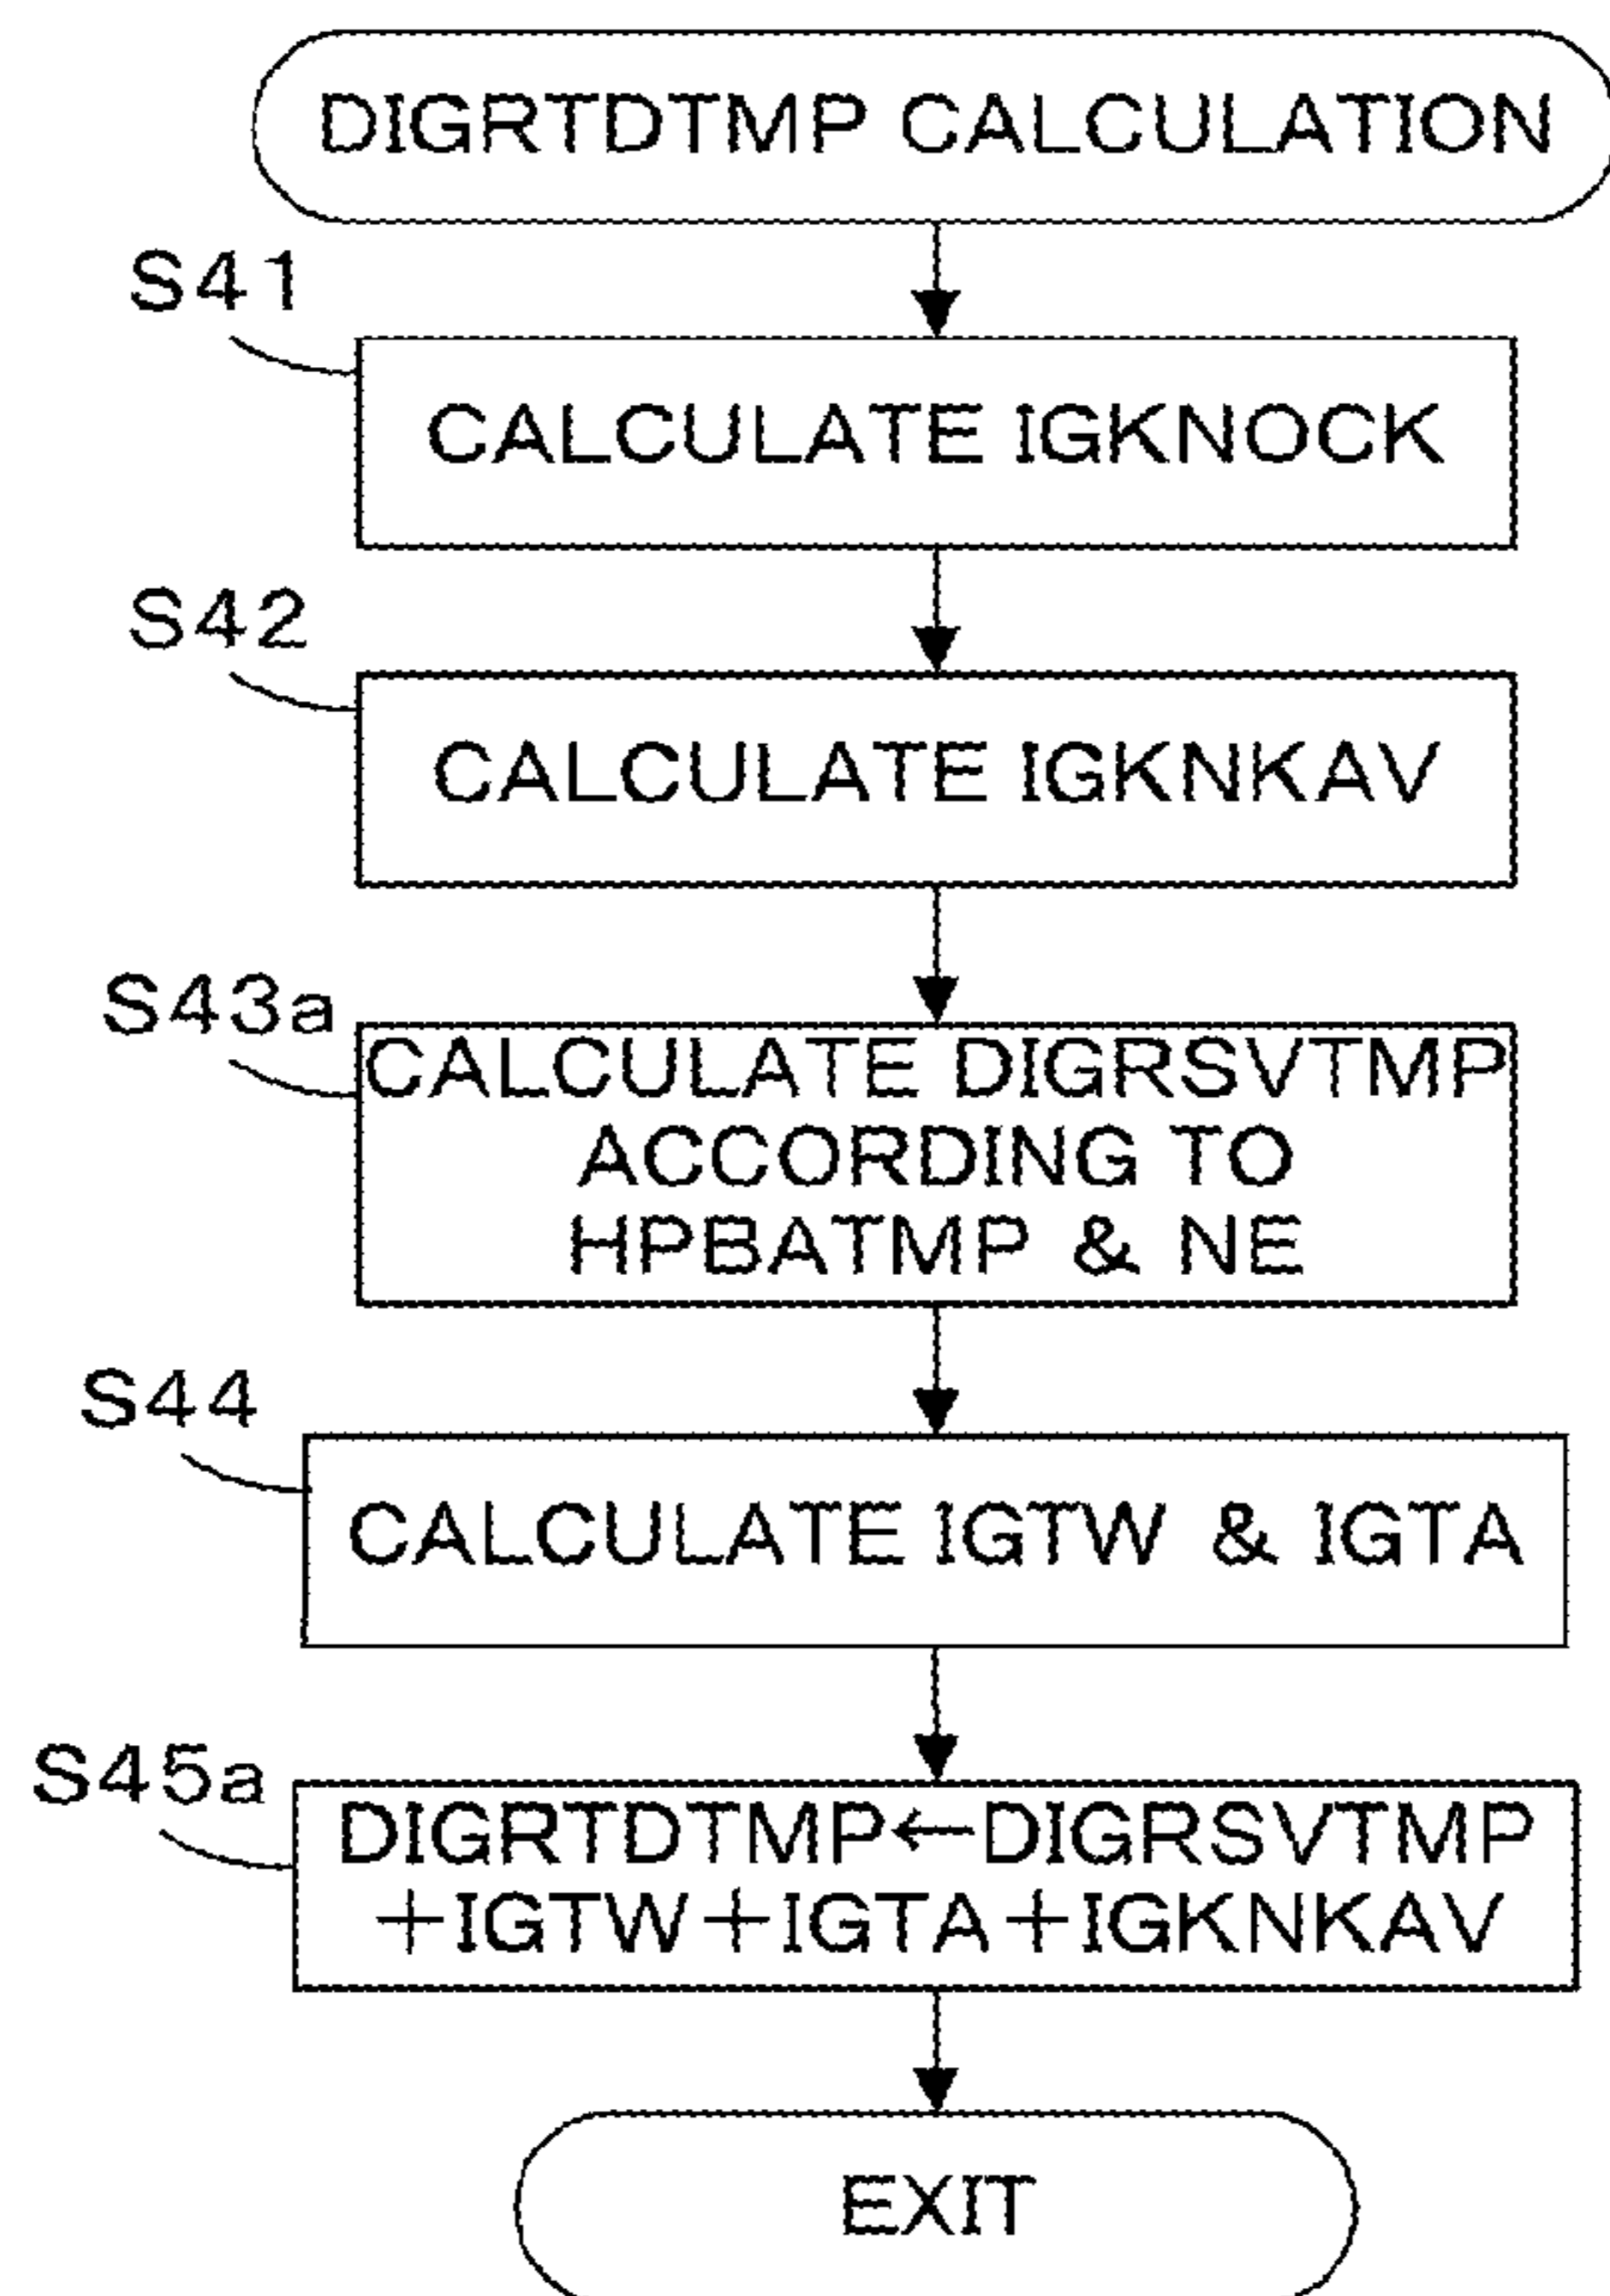 DIGRTDTMP CALCULATION
S41
CALCULATE IGKNOCK
S42
CALCULATE IGKNKAV
S43a
CALCULATE DIGRSVTMP
ACCORDING TO
HPBATMP & NE
S44
CALCULATE IGTW & IGTA
S45a
DIGRTDTMP←DIGRSVTMP
+IGTW+IGTA+IGKNKAV
EXIT